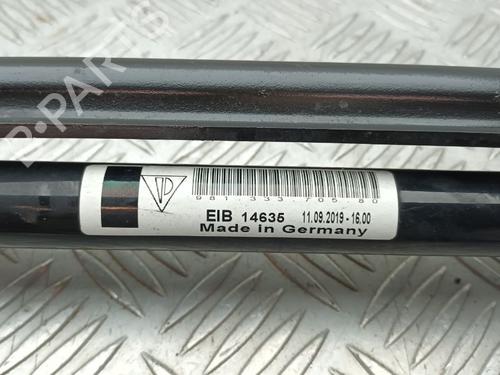 B-PARTS
981.333.705.80
EIB 14635 11.09.2019 - 16.00
Made in Germany